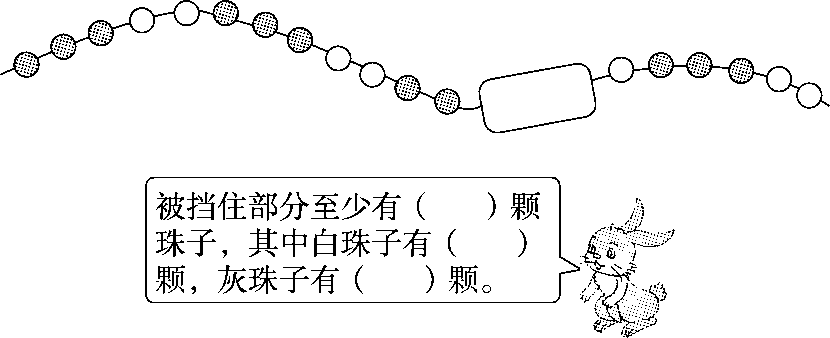 被挡住部分至少有(    )颗
珠子，其中白珠子有(    )
颗，灰珠子有(    )颗。